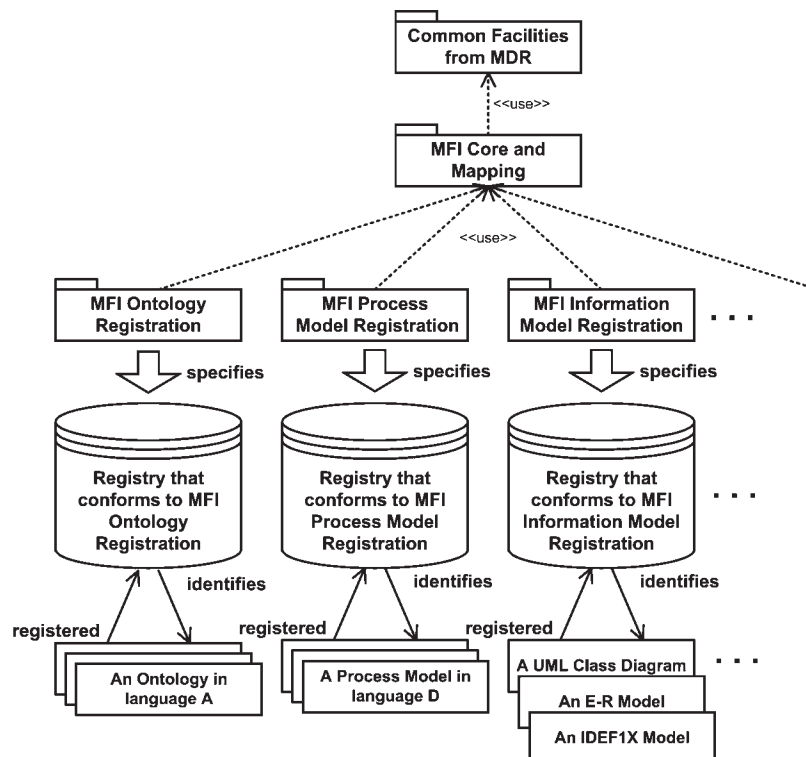 Common Facilities
from MDR
<<use>>
MFI Core and
Mapping
<<use>>
MFI Ontology
Registration
MFI Process
Model Registration
MFI Information
Model Registration
. . .
specifies
specifies
specifies
Registry that
conforms to MFI
Ontology
Registration
Registry that
conforms to MFI
Process Model
Registration
Registry that
conforms to MFI
Information Model
Registration
. . .
identifies
identifies
identifies
registered
registered
registered
An Ontology in
language A
A Process Model in
language D
A UML Class Diagram
An E-R Model
An IDEF1X Model
. . .